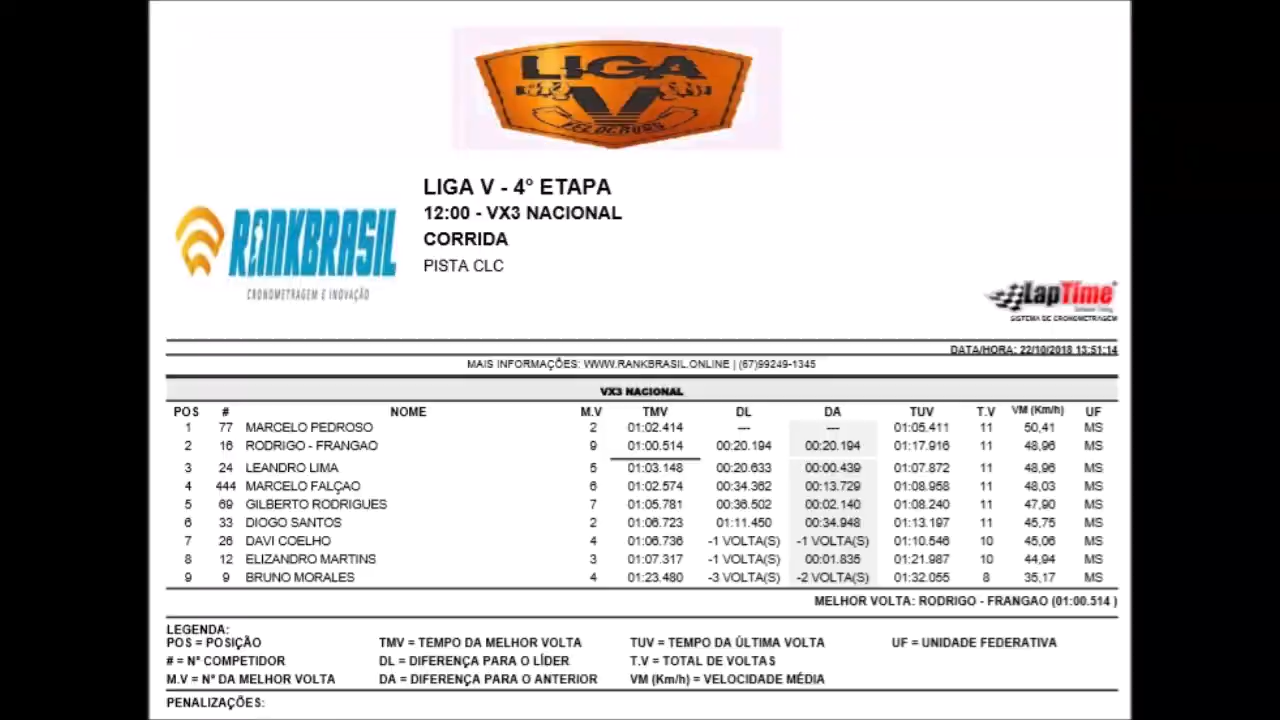 LIGA
V
VELOCROSS
LIGA V - 4° ETAPA
12:00 - VX3 NACIONAL
CORRIDA
PISTA CLC
RANKBRASIL
CRONOMETRAGEM E INOVAÇÃO
LapTime
SISTEMA DE CRONOMETRAGEM
DATA/HORA: 22/10/2018 13:51:14
MAIS INFORMAÇÕES: WWW.RANKBRASIL.ONLINE | (67)99249-1345
VX3 NACIONAL
POS # NOME M.V TMV DL DA TUV T.V VM (Km/h) UF
1 77 MARCELO PEDROSO 2 01:02.414 --- --- 01:05.411 11 50,41 MS
2 16 RODRIGO - FRANGAO 9 01:00.514 00:20.194 00:20.194 01:17.916 11 48,96 MS
3 24 LEANDRO LIMA 5 01:03.148 00:20.633 00:00.439 01:07.872 11 48,96 MS
4 444 MARCELO FALÇAO 6 01:02.574 00:34.362 00:13.729 01:08.958 11 48,03 MS
5 69 GILBERTO RODRIGUES 7 01:05.781 00:36.502 00:02.140 01:08.240 11 47,90 MS
6 33 DIOGO SANTOS 2 01:06.723 01:11.450 00:34.948 01:13.197 11 45,75 MS
7 26 DAVI COELHO 4 01:06.736 -1 VOLTA(S) -1 VOLTA(S) 01:10.546 10 45,06 MS
8 12 ELIZANDRO MARTINS 3 01:07.317 -1 VOLTA(S) 00:01.835 01:21.987 10 44,94 MS
9 9 BRUNO MORALES 4 01:23.480 -3 VOLTA(S) -2 VOLTA(S) 01:32.055 8 35,17 MS
MELHOR VOLTA: RODRIGO - FRANGAO (01:00.514 )
LEGENDA:
POS = POSIÇÃO TMV = TEMPO DA MELHOR VOLTA TUV = TEMPO DA ÚLTIMA VOLTA UF = UNIDADE FEDERATIVA
# = N° COMPETIDOR DL = DIFERENÇA PARA O LÍDER T.V = TOTAL DE VOLTAS
M.V = N° DA MELHOR VOLTA DA = DIFERENÇA PARA O ANTERIOR VM (Km/h) = VELOCIDADE MÉDIA
PENALIZAÇÕES: